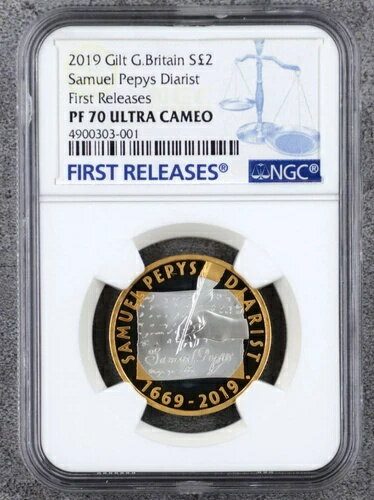 2019 Gilt G.Britain S£2
Samuel Pepys Diarist
First Releases
PF 70 ULTRA CAMEO
4900303-001
FIRST RELEASES®
NGC®
SAMUEL PEPYS DIARIST ·
Samuel Pepys
1669-2019